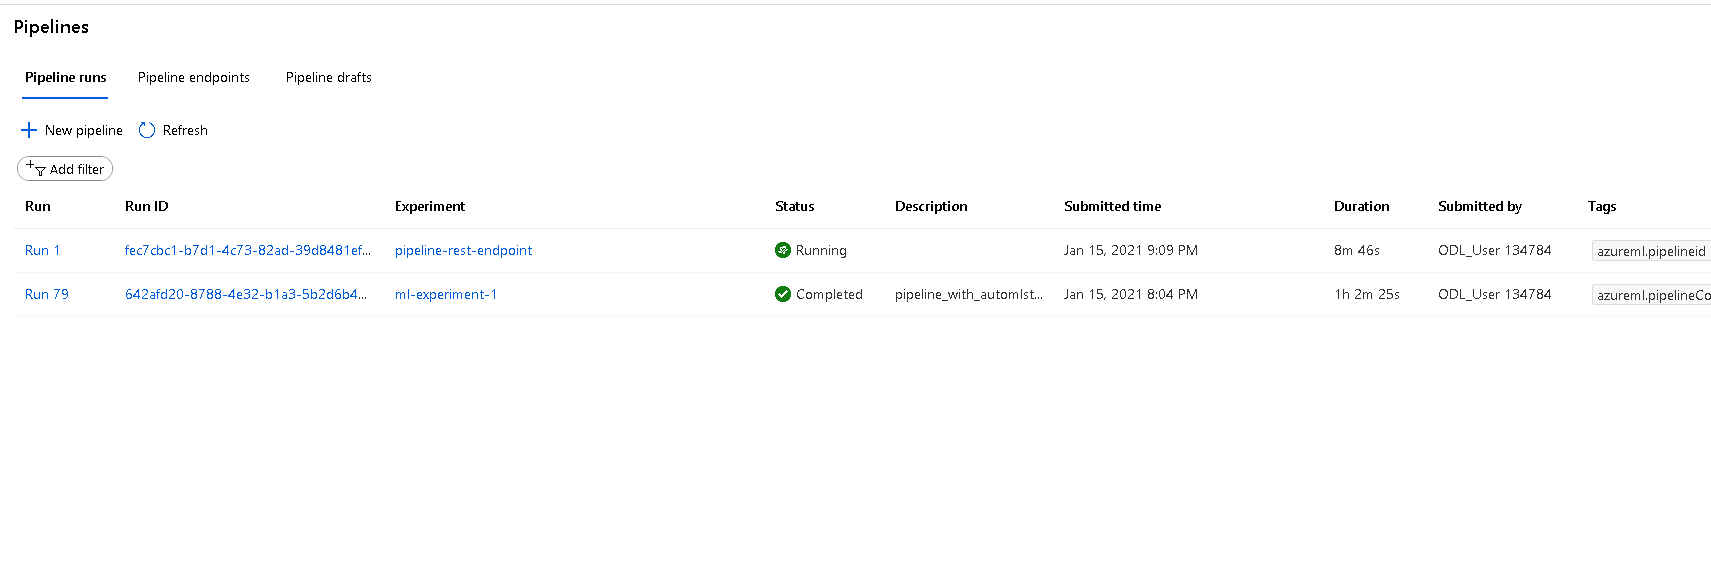 Pipelines
Pipeline runs Pipeline endpoints Pipeline drafts
New pipeline Refresh
Add filter
Run Run ID Experiment Status Description Submitted time Duration Submitted by Tags
Run 1 fec7cbc1-b7d1-4c73-82ad-39d8481ef... pipeline-rest-endpoint Running Jan 15, 2021 9:09 PM 8m 46s ODL_User 134784 azureml.pipelineid
Run 79 642afd20-8788-4e32-b1a3-5b2d6b4... ml-experiment-1 Completed pipeline_with_automlst... Jan 15, 2021 8:04 PM 1h 2m 25s ODL_User 134784 azureml.pipelineCo